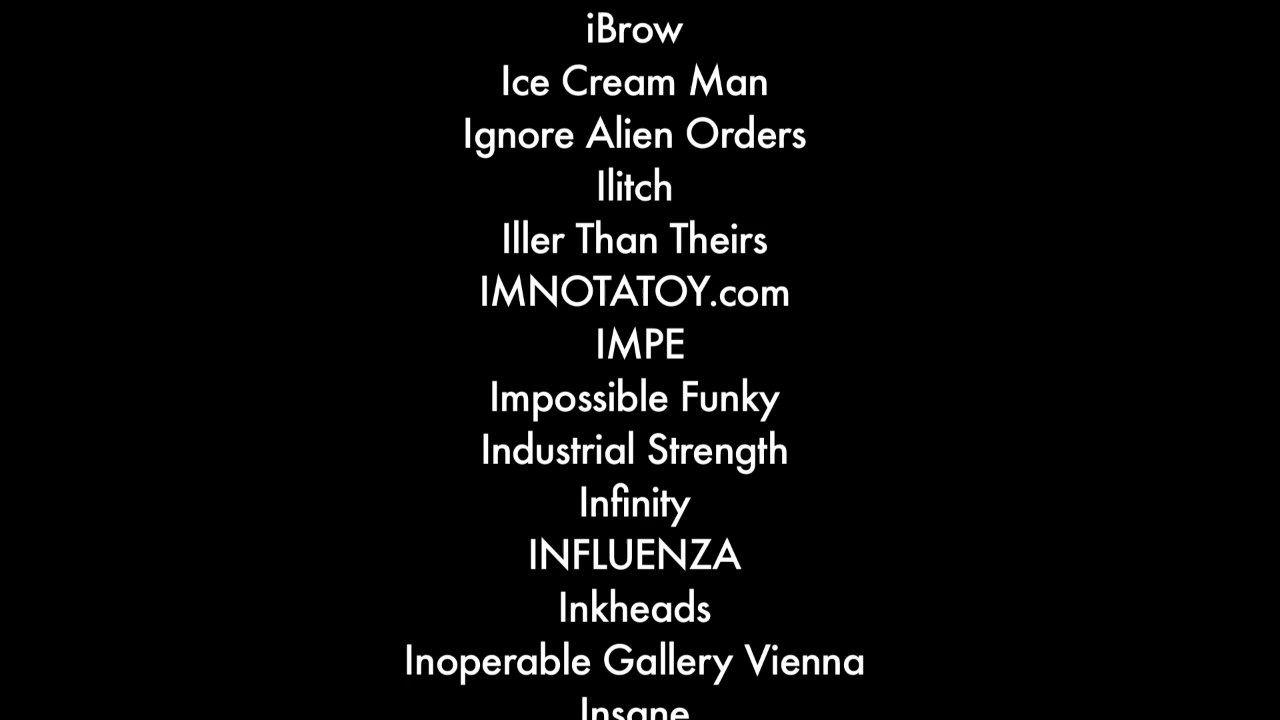 iBrow
Ice Cream Man
Ignore Alien Orders
Ilitch
Iller Than Theirs
IMNOTATOY.com
IMPE
Impossible Funky
Industrial Strength
Infinity
INFLUENZA
Inkheads
Inoperable Gallery Vienna
Insane